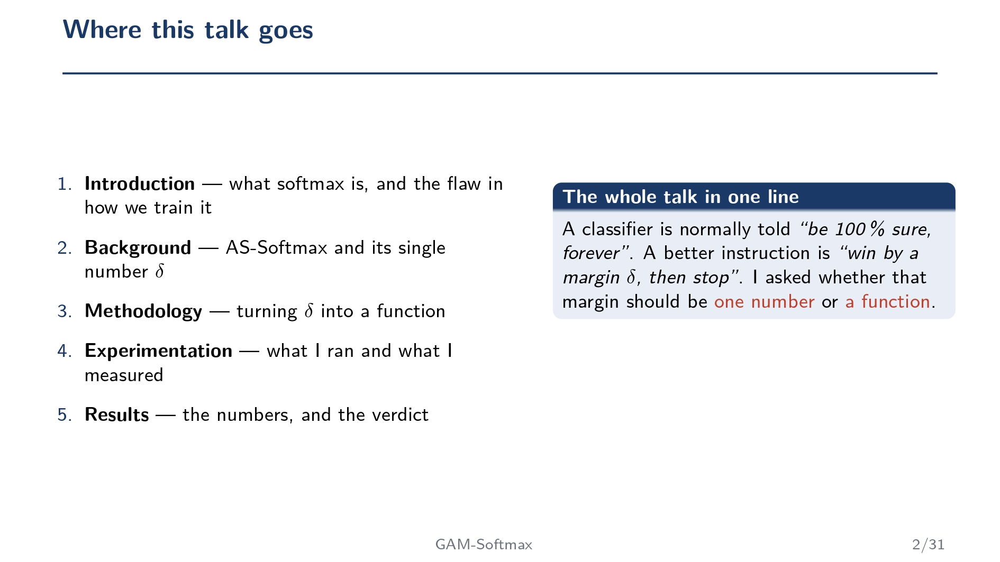 Where this talk goes
1. Introduction — what softmax is, and the flaw in
how we train it
2. Background — AS-Softmax and its single
number δ
3. Methodology — turning δ into a function
4. Experimentation — what I ran and what I
measured
5. Results — the numbers, and the verdict
The whole talk in one line
A classifier is normally told “be 100 % sure,
forever”. A better instruction is “win by a
margin δ, then stop”. I asked whether that
margin should be one number or a function.
GAM-Softmax
2/31